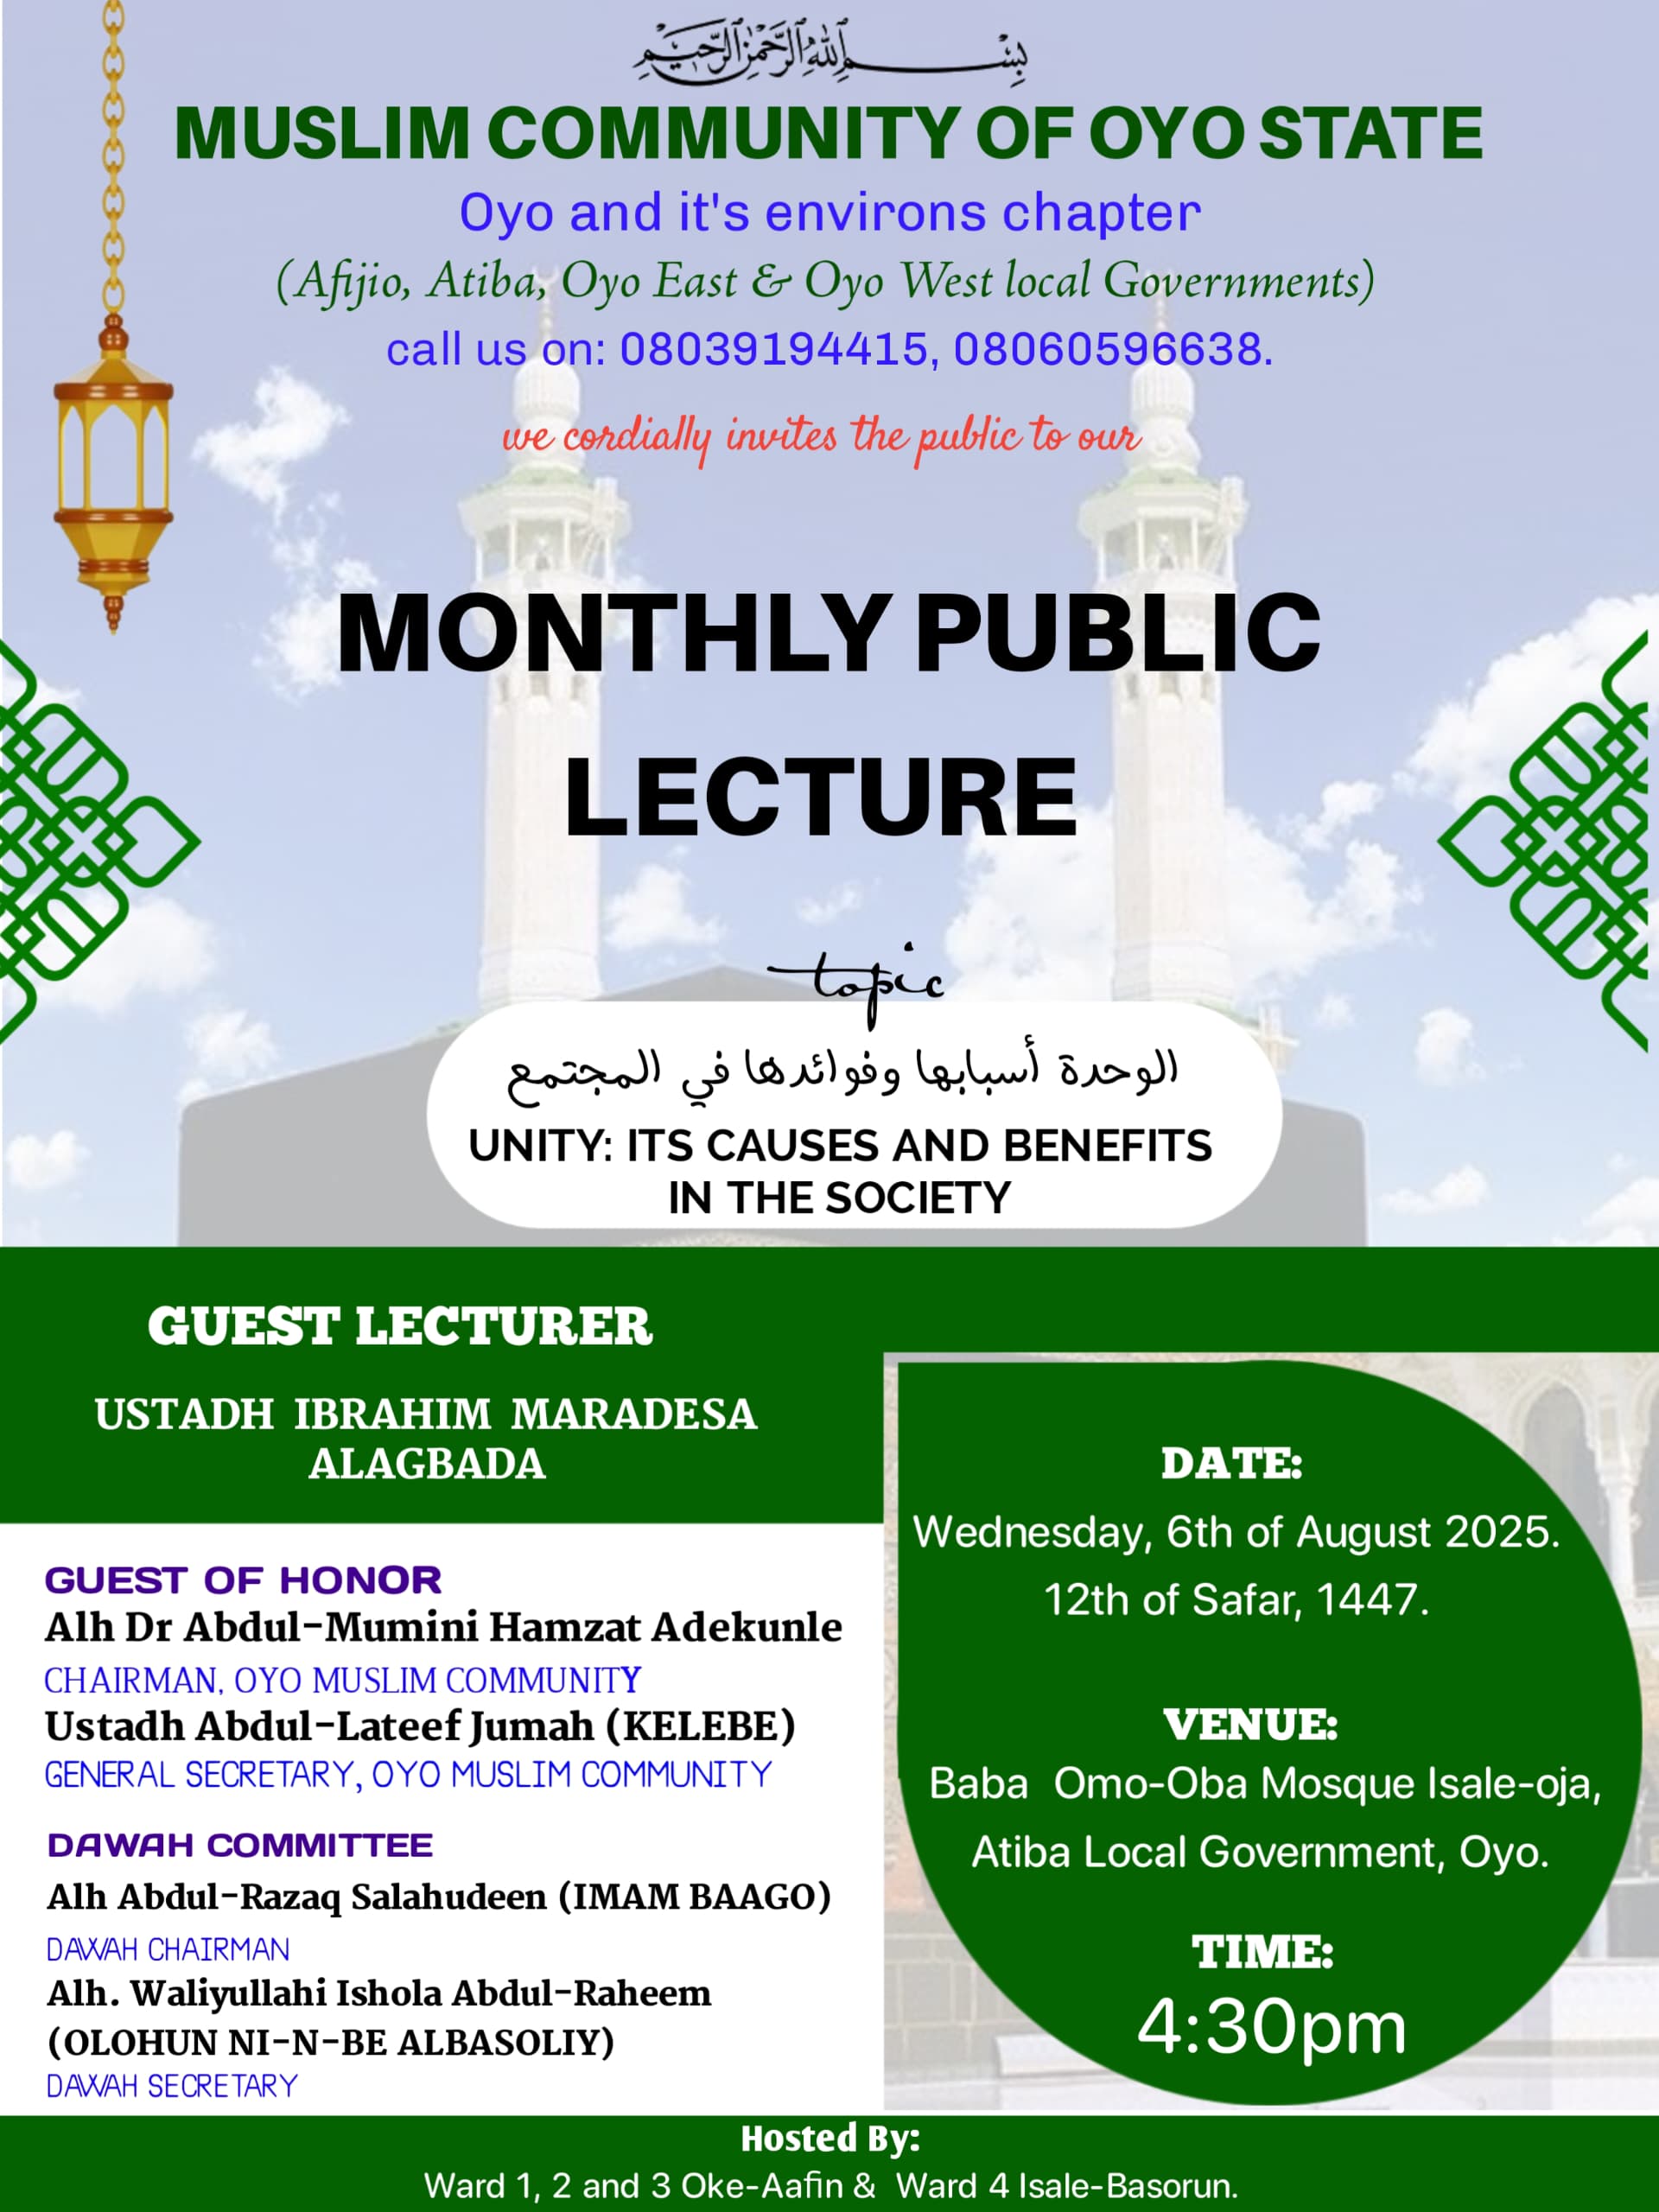 بِسْمِ اللهِ الرَّحْمٰنِ الرَّحِيْمِ
MUSLIM COMMUNITY OF OYO STATE
Oyo and it's environs chapter
(Afijio, Atiba, Oyo East & Oyo West local Governments)
call us on: 08039194415, 08060596638.
we cordially invites the public to our
MONTHLY PUBLIC
LECTURE
topic
الوحدة أسبابها وفوائدها في المجتمع
UNITY: ITS CAUSES AND BENEFITS
IN THE SOCIETY
GUEST LECTURER
USTADH IBRAHIM MARADESA
ALAGBADA
GUEST OF HONOR
Alh Dr Abdul-Mumini Hamzat Adekunle
CHAIRMAN, OYO MUSLIM COMMUNITY
Ustadh Abdul-Lateef Jumah (KELEBE)
GENERAL SECRETARY, OYO MUSLIM COMMUNITY
DAWAH COMMITTEE
Alh Abdul-Razaq Salahudeen (IMAM BAAGO)
DAWAH CHAIRMAN
Alh. Waliyullahi Ishola Abdul-Raheem
(OLOHUN NI-N-BE ALBASOLIY)
DAWAH SECRETARY
DATE:
Wednesday, 6th of August 2025.
12th of Safar, 1447.
VENUE:
Baba Omo-Oba Mosque Isale-oja,
Atiba Local Government, Oyo.
TIME:
4:30pm
Hosted By:
Ward 1, 2 and 3 Oke-Aafin & Ward 4 Isale-Basorun.